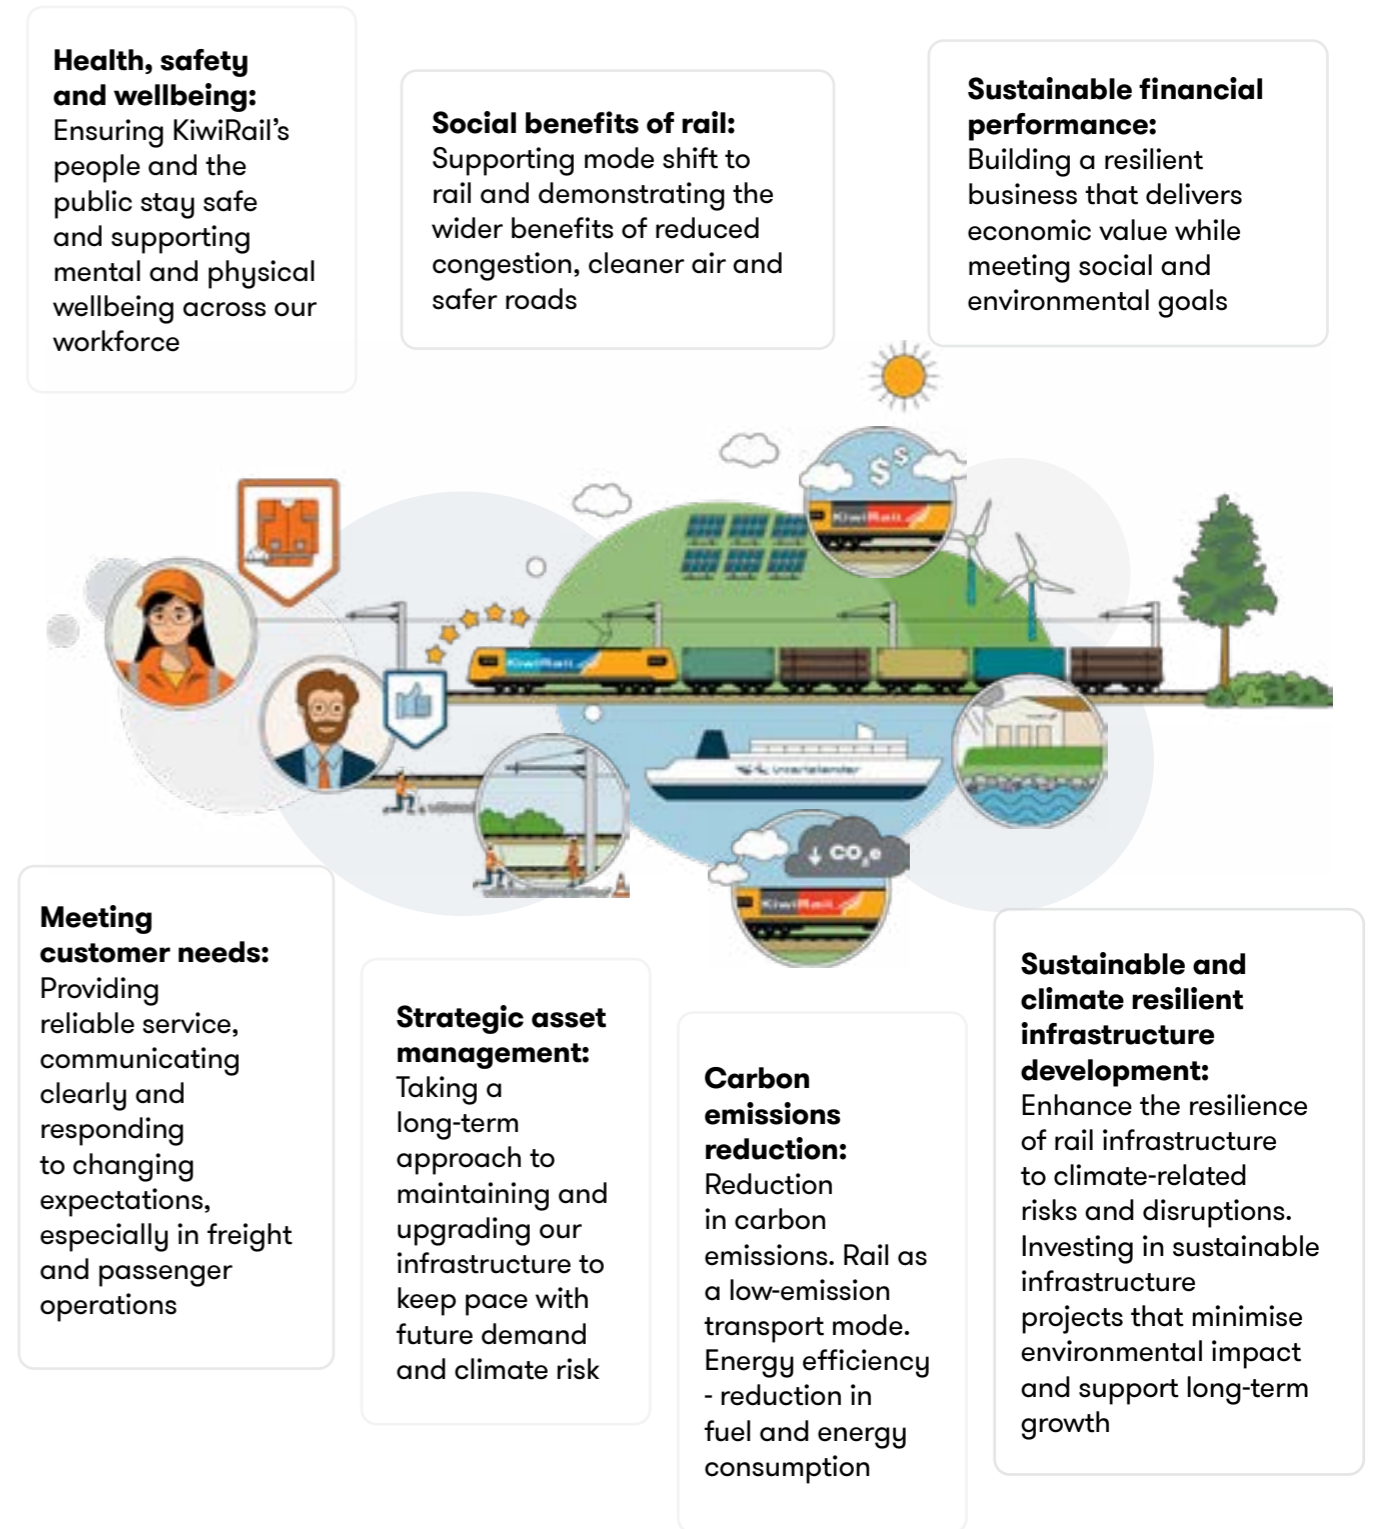 Health, safety
and wellbeing:
Ensuring KiwiRail's
people and the
public stay safe
and supporting
mental and physical
wellbeing across our
workforce
Social benefits of rail:
Supporting mode shift to
rail and demonstrating the
wider benefits of reduced
congestion, cleaner air and
safer roads
Sustainable financial
performance:
Building a resilient
business that delivers
economic value while
meeting social and
environmental goals
$ $
KiwiRail
KiwiRail
Interislander
↓ CO₂e
KiwiRail
Meeting
customer needs:
Providing
reliable service,
communicating
clearly and
responding
to changing
expectations,
especially in freight
and passenger
operations
Strategic asset
management:
Taking a
long-term
approach to
maintaining and
upgrading our
infrastructure to
keep pace with
future demand
and climate risk
Carbon
emissions
reduction:
Reduction
in carbon
emissions. Rail as
a low-emission
transport mode.
Energy efficiency
- reduction in
fuel and energy
consumption
Sustainable and
climate resilient
infrastructure
development:
Enhance the resilience
of rail infrastructure
to climate-related
risks and disruptions.
Investing in sustainable
infrastructure
projects that minimise
environmental impact
and support long-term
growth